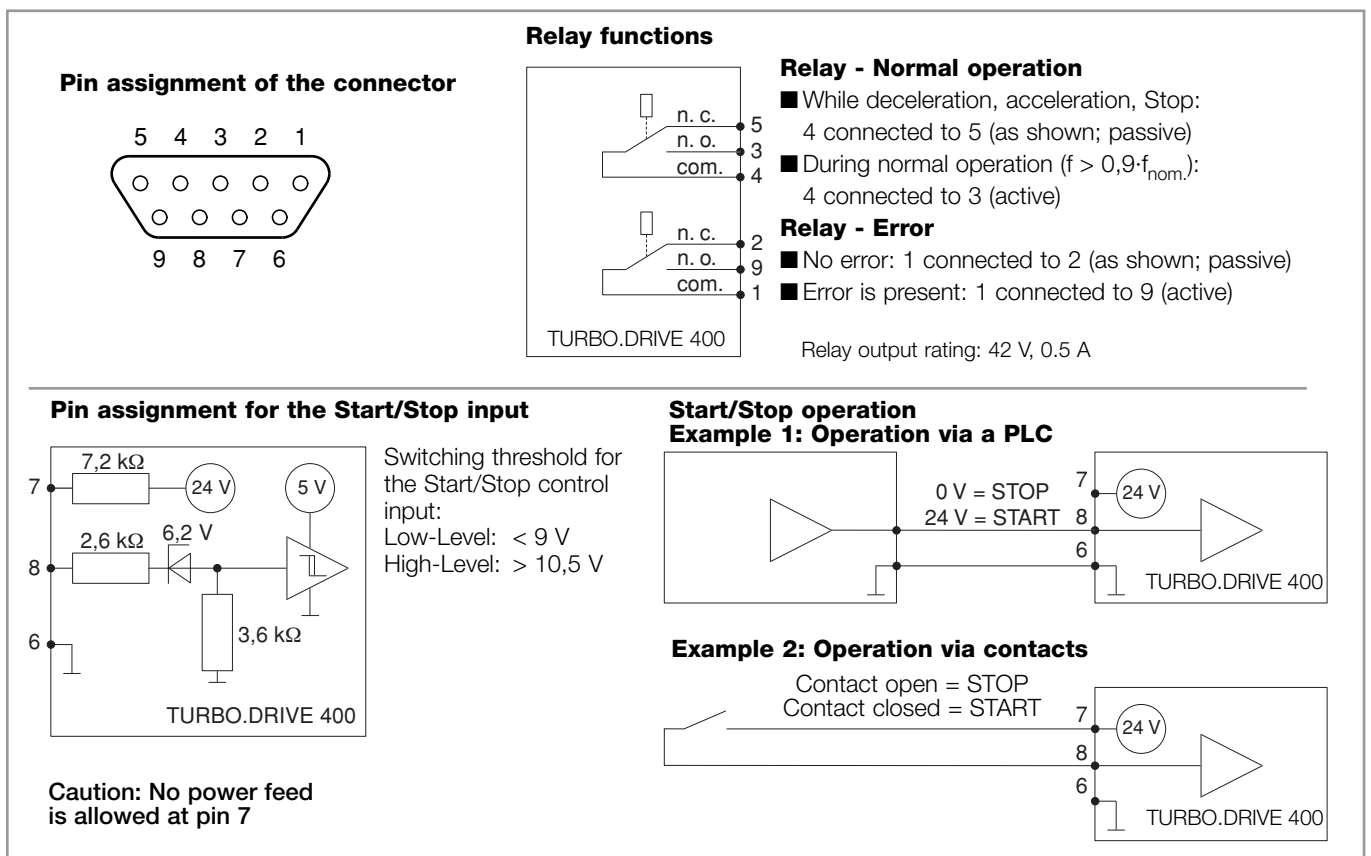 Relay functions
Pin assignment of the connector
5 4 3 2 1
9 8 7 6
n. c.
5
n. o.
3
com.
4
n. c.
2
n. o.
9
com.
1
TURBO.DRIVE 400
Relay - Normal operation
■ While deceleration, acceleration, Stop:
4 connected to 5 (as shown; passive)
■ During normal operation (f > 0,9·fnom.):
4 connected to 3 (active)
Relay - Error
■ No error: 1 connected to 2 (as shown; passive)
■ Error is present: 1 connected to 9 (active)
Relay output rating: 42 V, 0.5 A
Pin assignment for the Start/Stop input
7,2 kΩ
7
24 V
5 V
2,6 kΩ
6,2 V
8
3,6 kΩ
6
TURBO.DRIVE 400
Switching threshold for
the Start/Stop control
input:
Low-Level: < 9 V
High-Level: > 10,5 V
Caution: No power feed
is allowed at pin 7
Start/Stop operation
Example 1: Operation via a PLC
0 V = STOP
24 V = START
7
24 V
8
6
TURBO.DRIVE 400
Example 2: Operation via contacts
Contact open = STOP
Contact closed = START
7
24 V
8
6
TURBO.DRIVE 400